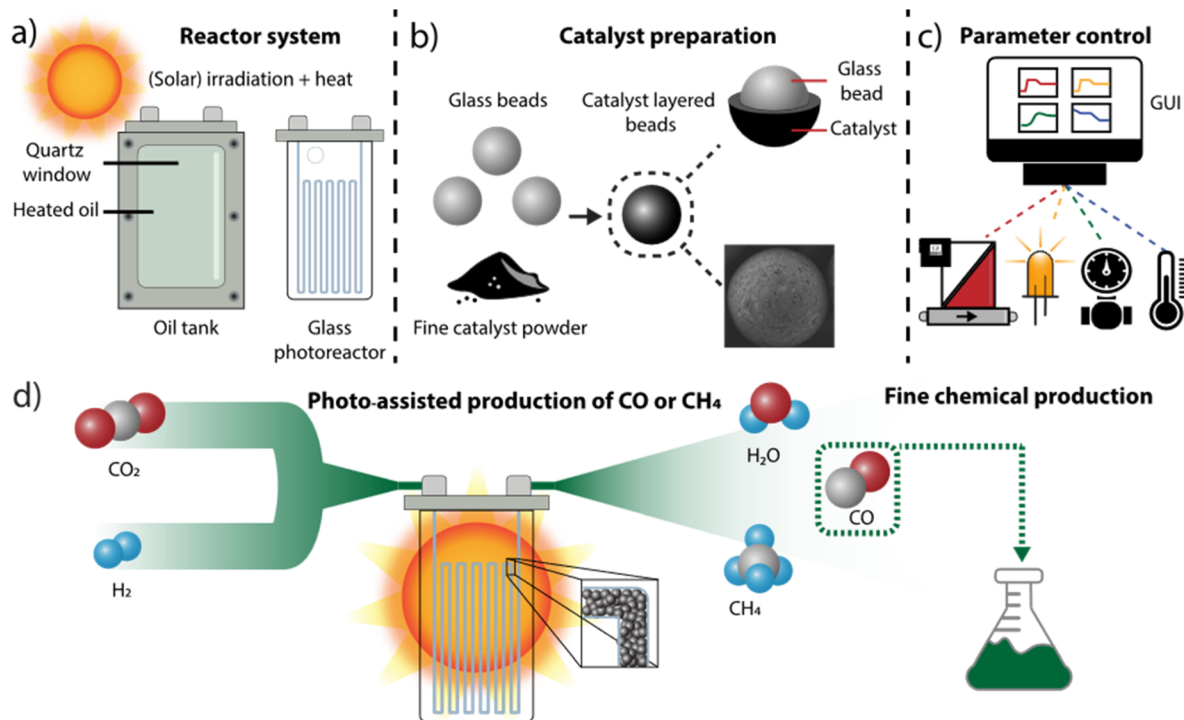 a)
Reactor system
(Solar) irradiation + heat
Quartz
window
Heated oil
Oil tank
Glass
photoreactor
b)
Catalyst preparation
Glass beads
Catalyst layered
beads
Glass
bead
Catalyst
Fine catalyst powder
c)
Parameter control
GUI
d)
Photo-assisted production of CO or CH₄
Fine chemical production
CO₂
H₂
H₂O
CO
CH₄